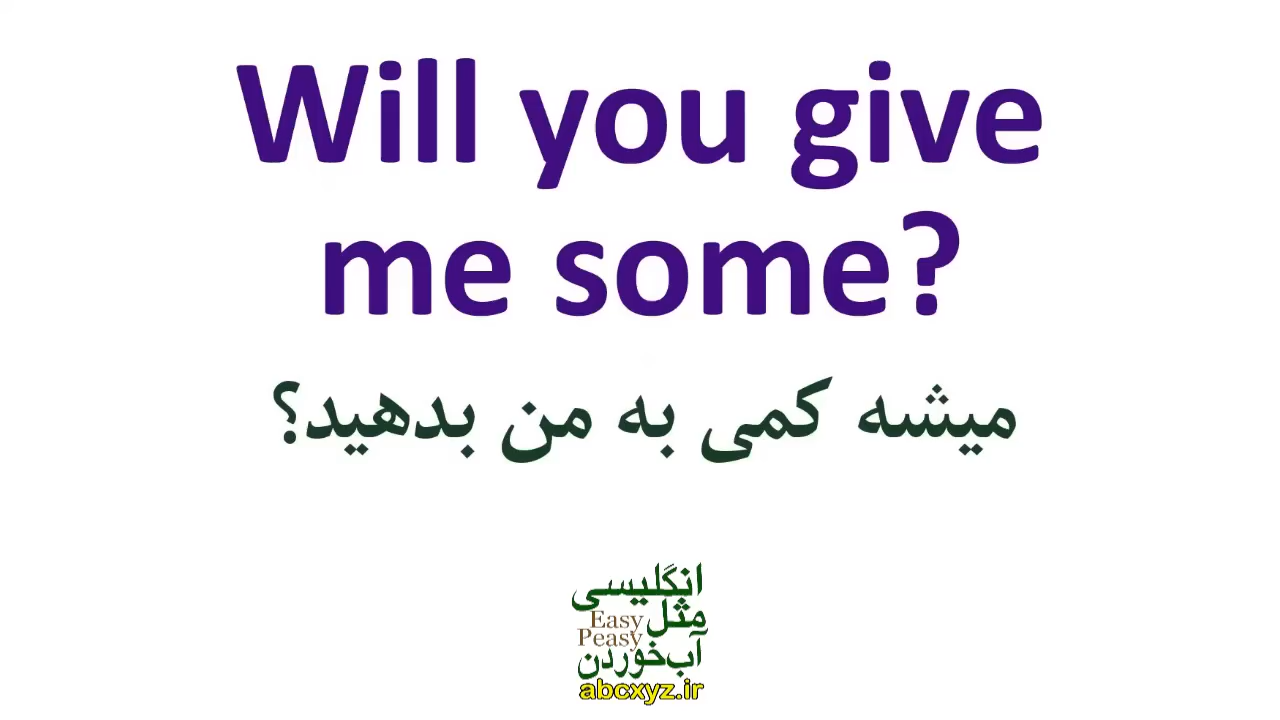 Will you give
me some?
میشه کمی به من بدهید؟
انگلیسی
مثل
Easy
Peasy
آب‌خوردن
abcxyz.ir